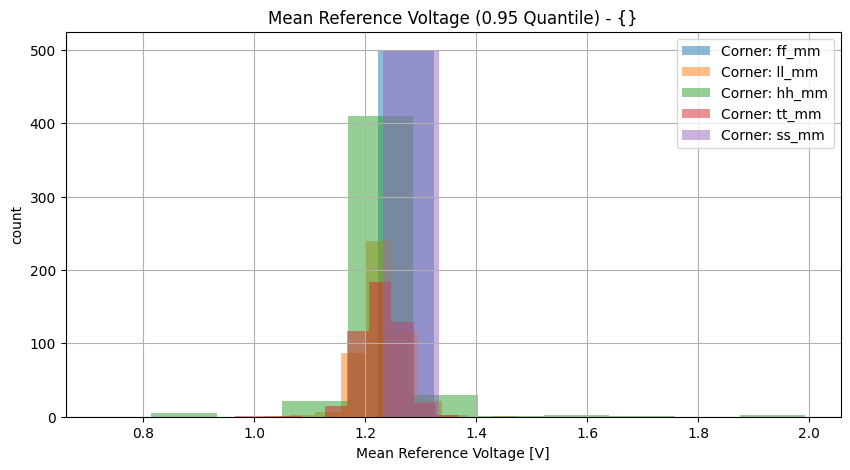 Mean Reference Voltage (0.95 Quantile) - {}
500
400
300
200
100
0
count
Corner: ff_mm
Corner: ll_mm
Corner: hh_mm
Corner: tt_mm
Corner: ss_mm
0.8 1.0 1.2 1.4 1.6 1.8 2.0
Mean Reference Voltage [V]